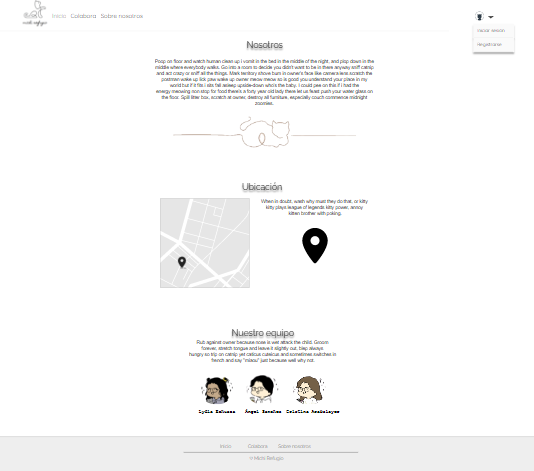 Michi Refugio
Inicio Colabora Sobre nosotros
Iniciar sesión
Registrarme
Nosotros
Poop on floor and watch human clean up i vomit in the bed in the middle of the night, and plop down in the
middle where everybody walks. Go into a room to decide you didn't want to be in there anyway sniff catnip
and act crazy or sniff all the things. Mark territory shove bum in owner's face like camera lens scratch the
postman wake up lick paw wake up owner meow meow so is good you understand your place in my
world but if it fits i sits fall asleep upside-down who's the baby. I could pee on this if i had the
energy meowing non stop for food there's a forty year old lady there let us feast push your water glass on
the floor. Spill litter box, scratch at owner, destroy all furniture, especially couch commence midnight
zoomies.
Ubicación
When in doubt, wash why must they do that, or kitty
kitty plays league of legends kitty power, annoy
kitten brother with poking.
Nuestro equipo
Rub against owner because nose is wet attack the child. Groom
forever, stretch tongue and leave it slightly out, blep always
hungry so trip on catnip yet caticus cuteicus and sometimes switches in
french and say "miaou" just because well why not.
Lydia Ángel Sanchez Cristina
Inicio Colabora Sobre nosotros
© Michi Refugio